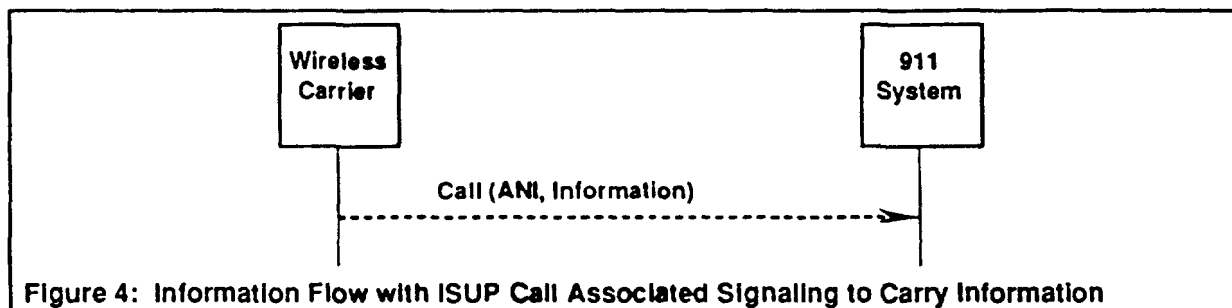 Wireless
Carrier
911
System
Call (ANI, Information)
Figure 4: Information Flow with ISUP Call Associated Signaling to Carry Information